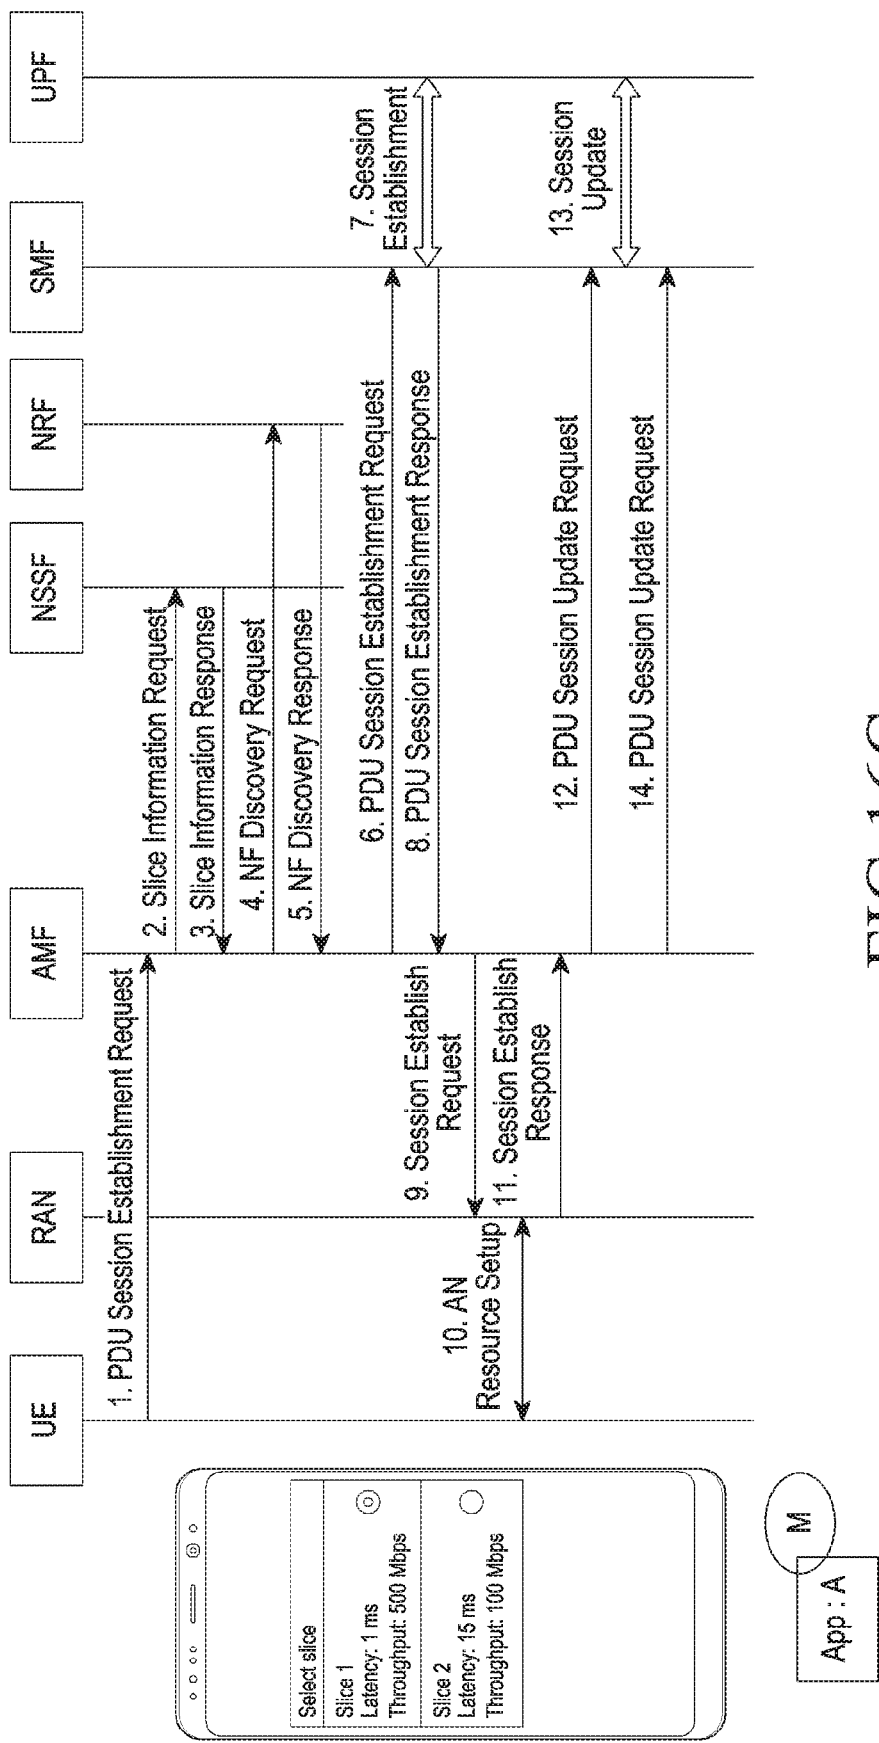 UE
RAN
AMF
NSSF
NRF
SMF
UPF
1. PDU Session Establishment Request
2. Slice Information Request
3. Slice Information Response
4. NF Discovery Request
5. NF Discovery Response
6. PDU Session Establishment Request
7. Session
Establishment
8. PDU Session Establishment Response
9. Session Establish
Request
10. AN
Resource Setup
11. Session Establish
Response
12. PDU Session Update Request
13. Session
Update
14. PDU Session Update Request
Select slice
Slice 1
Latency: 1 ms
Throughput: 500 Mbps
Slice 2
Latency: 15 ms
Throughput: 100 Mbps
App : A
M